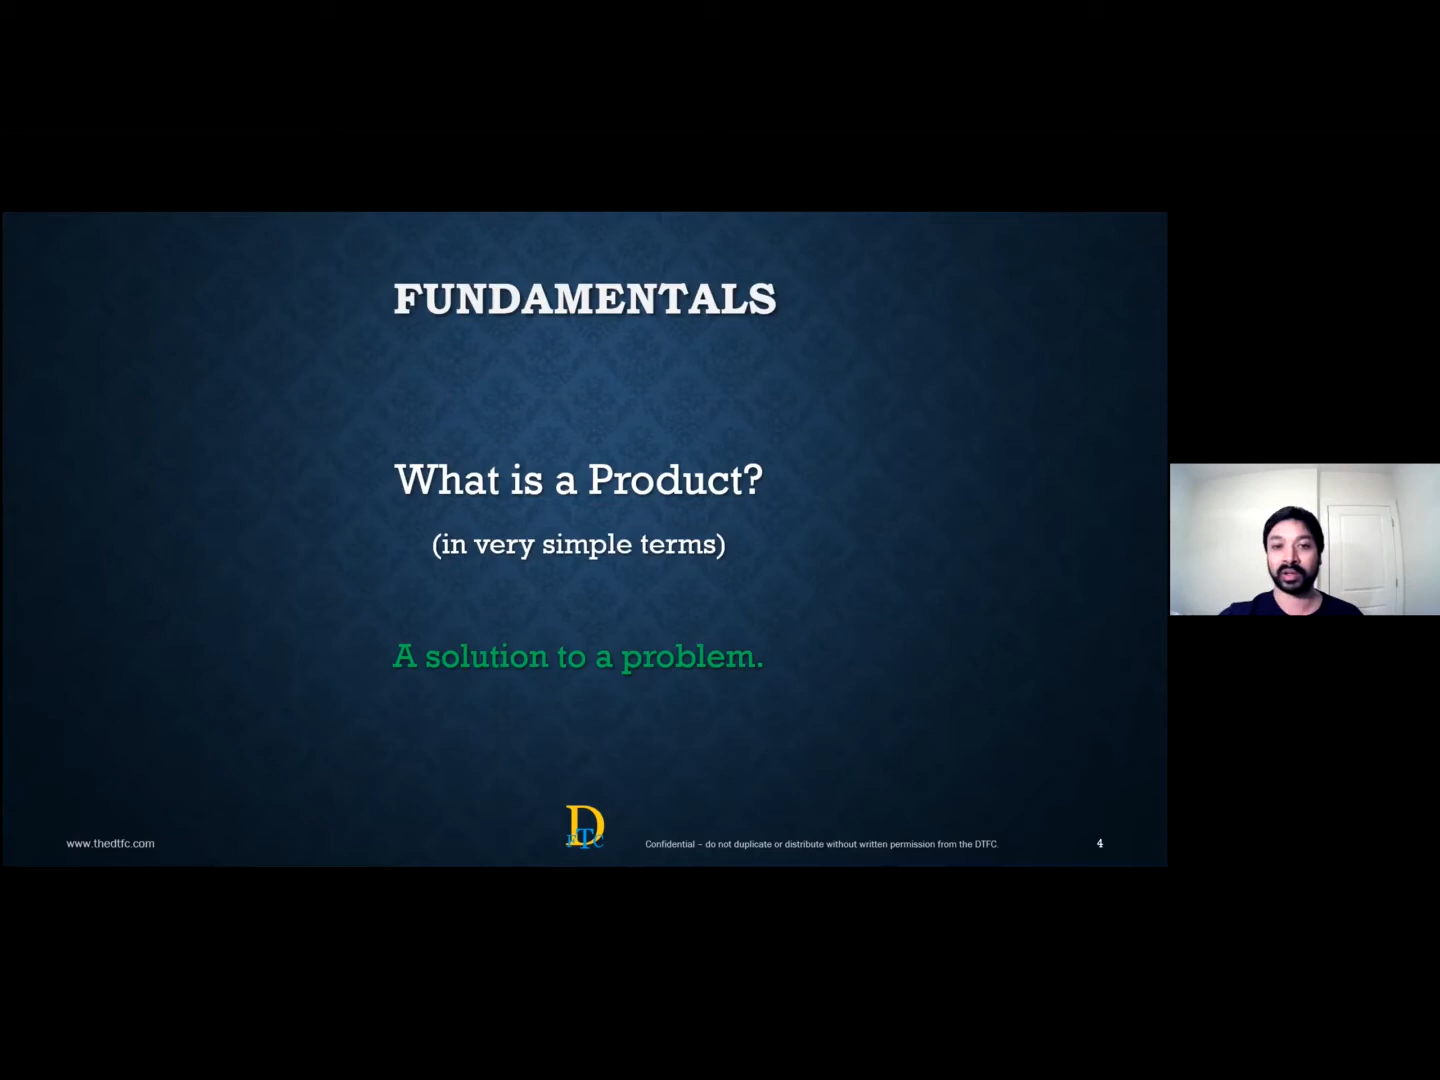 FUNDAMENTALS
What is a Product?
(in very simple terms)
A solution to a problem.
www.thedtfc.com
DTFC
Confidential – do not duplicate or distribute without written permission from the DTFC.
4